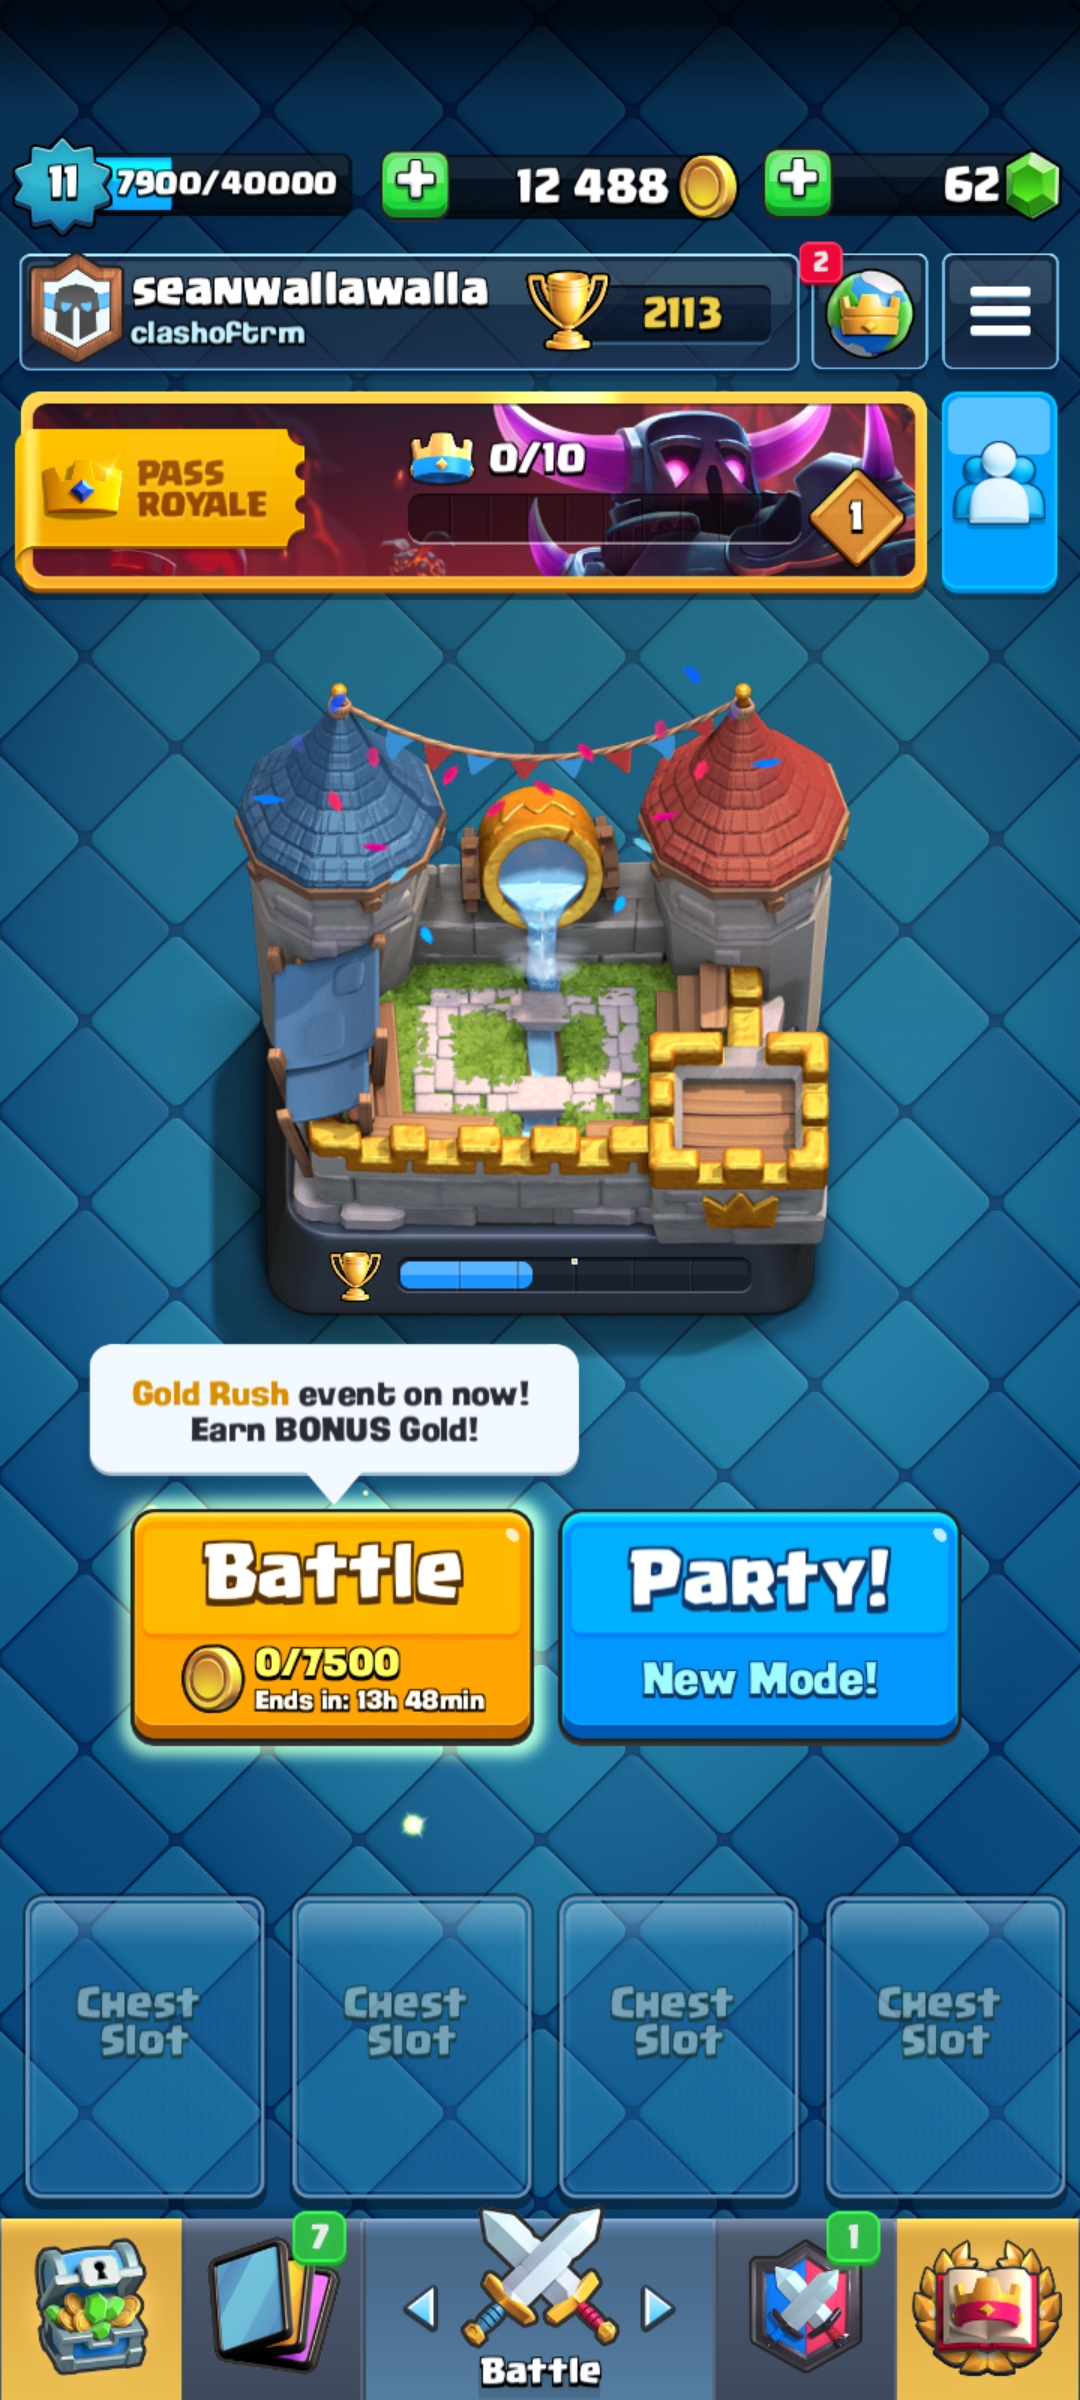 11
7900/40000
12 488
62
seanwallawalla
clashoftrm
2113
2
PASS
ROYALE
0/10
1
Gold Rush event on now!
Earn BONUS Gold!
Battle
0/7500
Ends in: 13h 48min
Party!
New Mode!
Chest
Slot
Chest
Slot
Chest
Slot
Chest
Slot
7
1
Battle